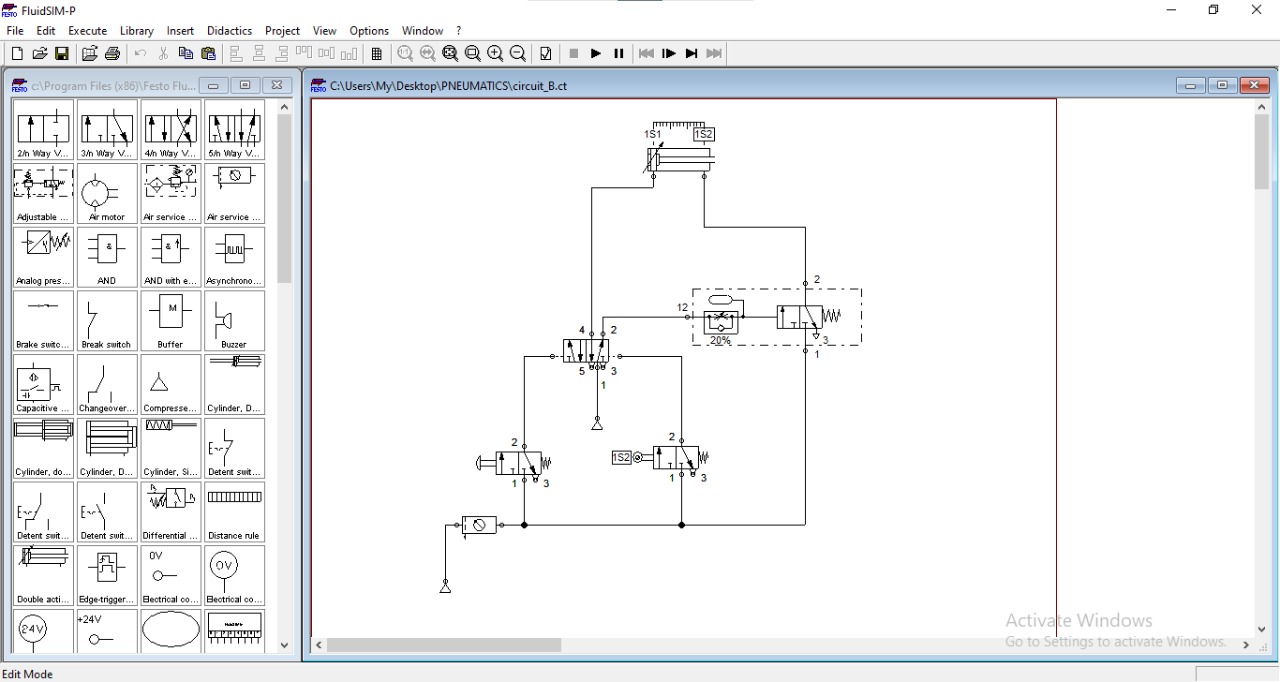 FluidSIM-P
File Edit Execute Library Insert Didactics Project View Options Window ?
c:\Program Files (x86)\Festo Flu...
C:\Users\My\Desktop\PNEUMATICS\circuit_B.ct
2/n Way V... 3/n Way V... 4/n Way V... 5/n Way V...
Adjustable ... Air motor Air service ... Air service ...
&
&
Analog pres... AND AND with e... Asynchrono...
M
Brake switc... Break switch Buffer Buzzer
Capacitive ... Changeover... Compresse... Cylinder, D...
Cylinder, do... Cylinder, D... Cylinder, Si... Detent swit...
Detent swit... Detent swit... Differential ... Distance rule
0V
0V
Double acti... Edge-trigger... Electrical co... Electrical co...
24V
+24V
1S1
1S2
2
12
20%
3
1
4
2
5
3
1
2
1
3
1S2
2
1
3
Activate Windows
Go to Settings to activate Windows.
Edit Mode